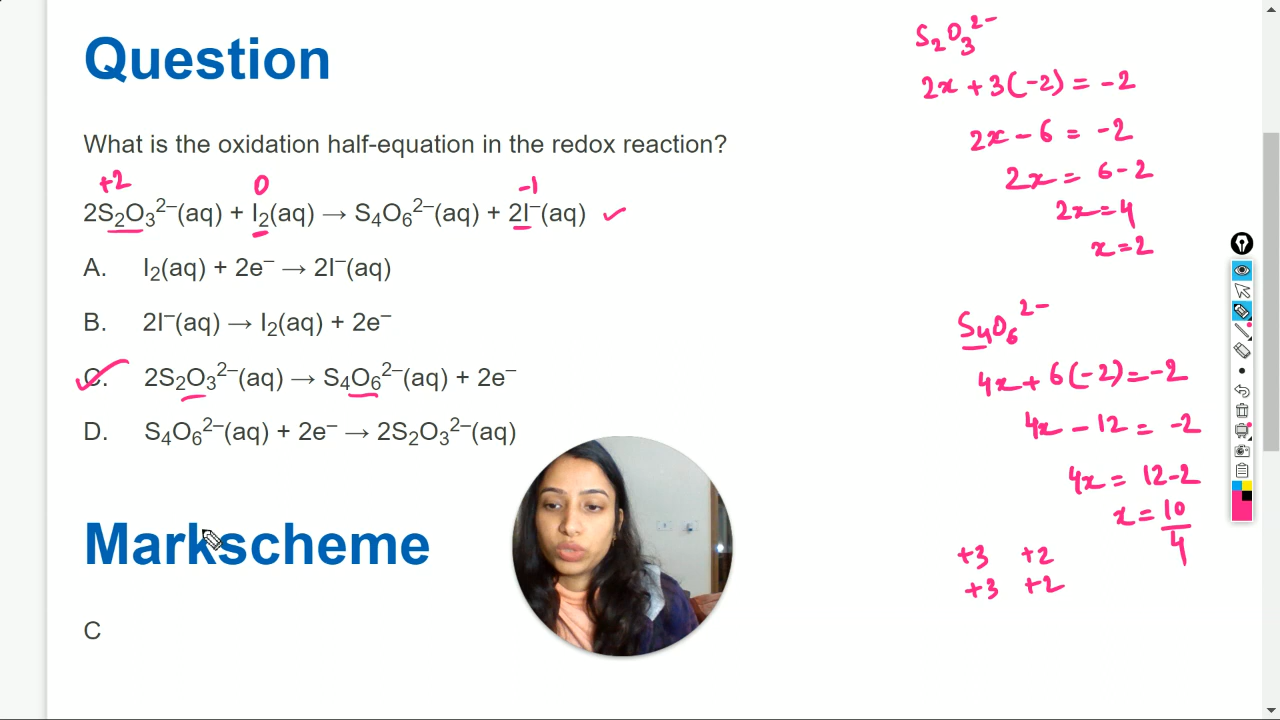 Question
What is the oxidation half-equation in the redox reaction?
+2 0 -1
2S₂O₃²⁻(aq) + I₂(aq) → S₄O₆²⁻(aq) + 2I⁻(aq) ✓
A. I₂(aq) + 2e⁻ → 2I⁻(aq)
B. 2I⁻(aq) → I₂(aq) + 2e⁻
C. 2S₂O₃²⁻(aq) → S₄O₆²⁻(aq) + 2e⁻
D. S₄O₆²⁻(aq) + 2e⁻ → 2S₂O₃²⁻(aq)
Markscheme
C
S₂O₃²⁻
2x + 3(-2) = -2
2x - 6 = -2
2x = 6-2
2x = 4
x = 2
S₄O₆²⁻
4x + 6(-2) = -2
4x - 12 = -2
4x = 12-2
x = 10/4
+3 +2
+3 +2